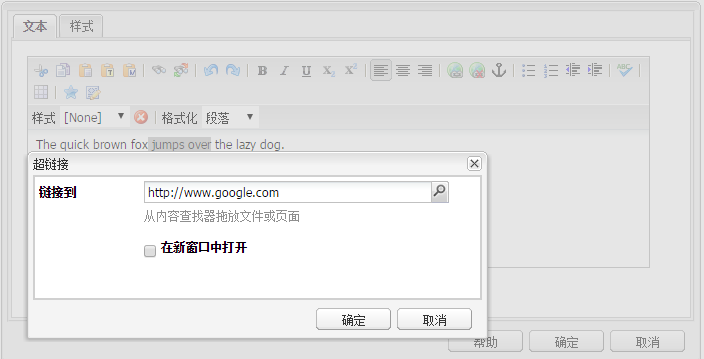 文本 样式
B I U X₂ X² ABC
样式 [None] 格式化 段落
The quick brown fox jumps over the lazy dog.
超链接
链接到 http://www.google.com
从内容查找器拖放文件或页面
在新窗口中打开
确定 取消
帮助 确定 取消